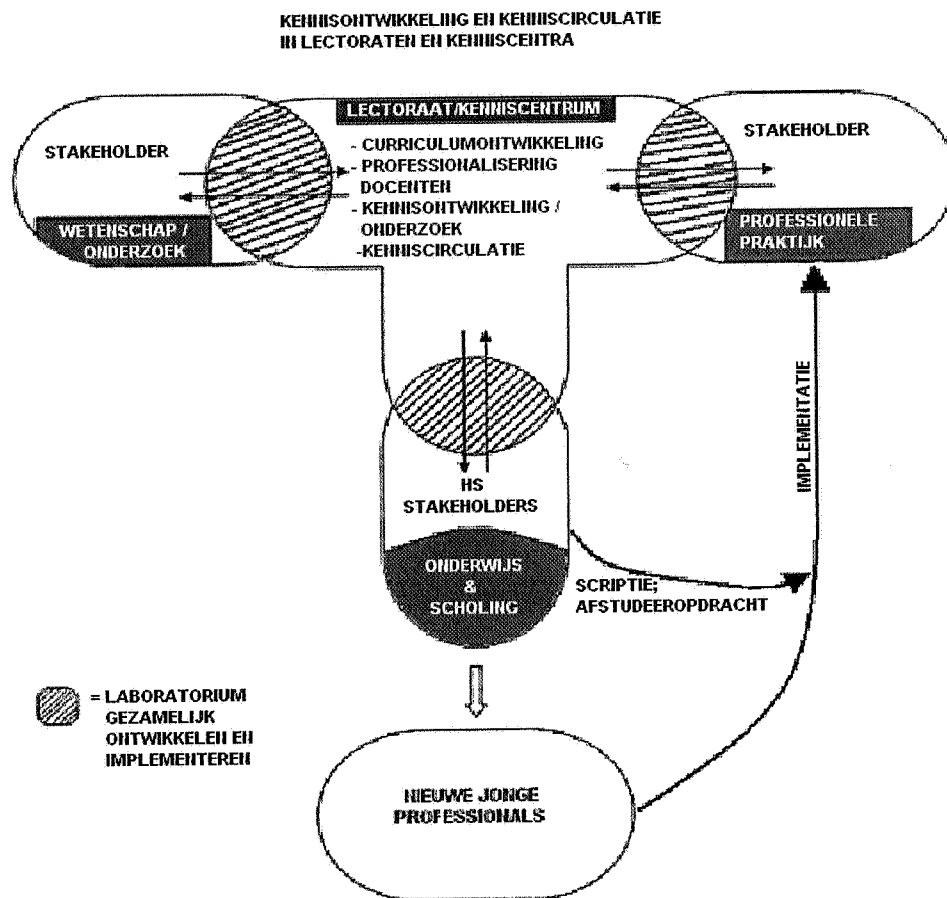 KENNISONTWIKKELING EN KENNISCIRCULATIE
IN LECTORATEN EN KENNISCENTRA
LECTORAAT/KENNISCENTRUM
STAKEHOLDER
- CURRICULUMONTWIKKELING
- PROFESSIONALISERING
DOCENTEN
- KENNISONTWIKKELING /
ONDERZOEK
-KENNISCIRCULATIE
STAKEHOLDER
WETENSCHAP /
ONDERZOEK
PROFESSIONELE
PRAKTIJK
IMPLEMENTATIE
HS
STAKEHOLDERS
ONDERWIJS
&
SCHOLING
SCRIPTIE;
AFSTUDEEROPDRACHT
= LABORATORIUM
GEZAMELIJK
ONTWIKKELEN EN
IMPLEMENTEREN
NIEUWE JONGE
PROFESSIONALS